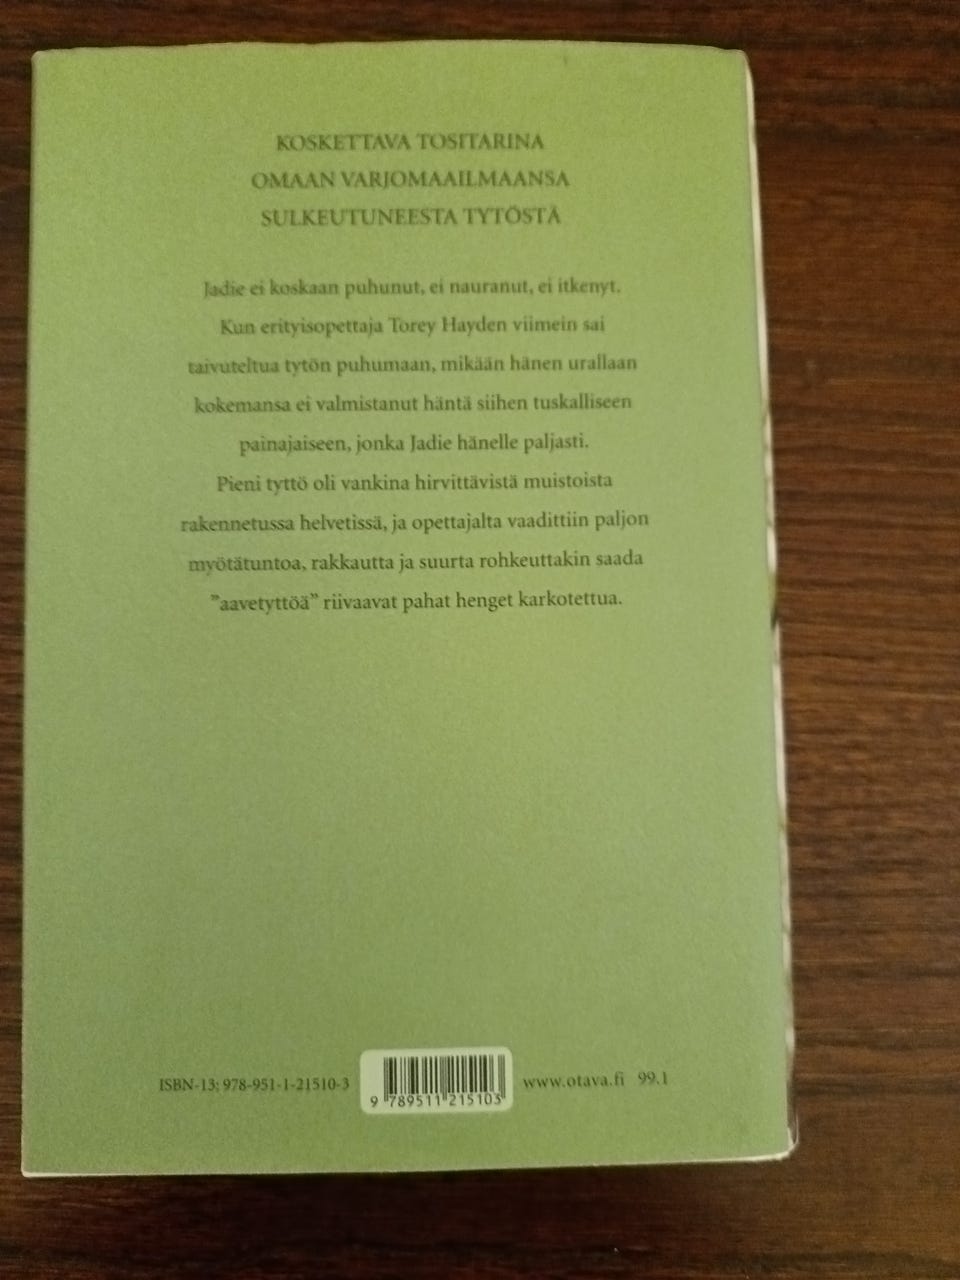 KOSKETTAVA TOSITARINA
OMAAN VARJOMAAILMAANSA
SULKEUTUNEESTA TYTÖSTÄ
Jadie ei koskaan puhunut, ei nauranut, ei itkenyt.
Kun erityisopettaja Torey Hayden viimein sai
taivuteltua tytön puhumaan, mikään hänen urallaan
kokemansa ei valmistanut häntä siihen tuskalliseen
painajaiseen, jonka Jadie hänelle paljasti.
Pieni tyttö oli vankina hirvittävistä muistoista
rakennetussa helvetissä, ja opettajalta vaadittiin paljon
myötätuntoa, rakkautta ja suurta rohkeuttakin saada
”aavetyttöä” riivaavat pahat henget karkotettua.
ISBN-13: 978-951-1-21510-3
9 789511 215103
www.otava.fi 99.1